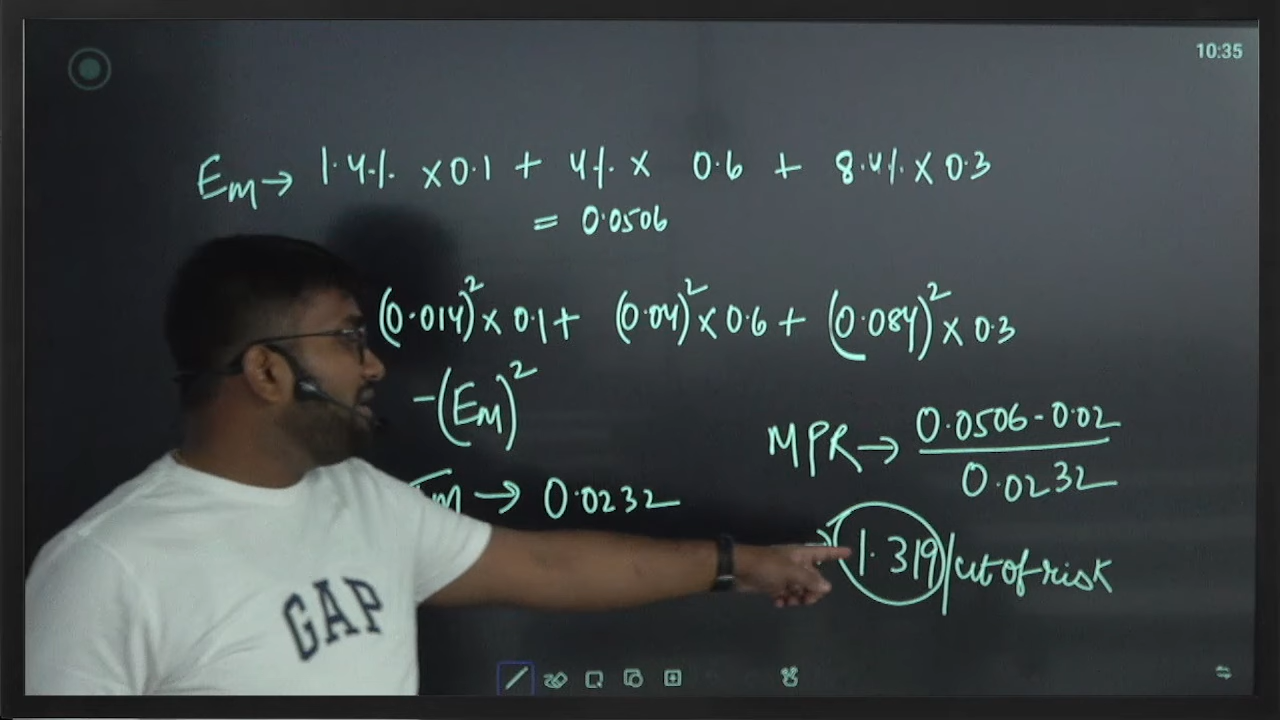 10:35
Em → 1.4% × 0.1 + 4% × 0.6 + 8.4% × 0.3
= 0.0506
(0.014)² × 0.1 + (0.04)² × 0.6 + (0.084)² × 0.3
-(Em)²
m → 0.0232
MPR → (0.0506 - 0.02) / 0.0232
→ 1.319 / ut of risk
GAP